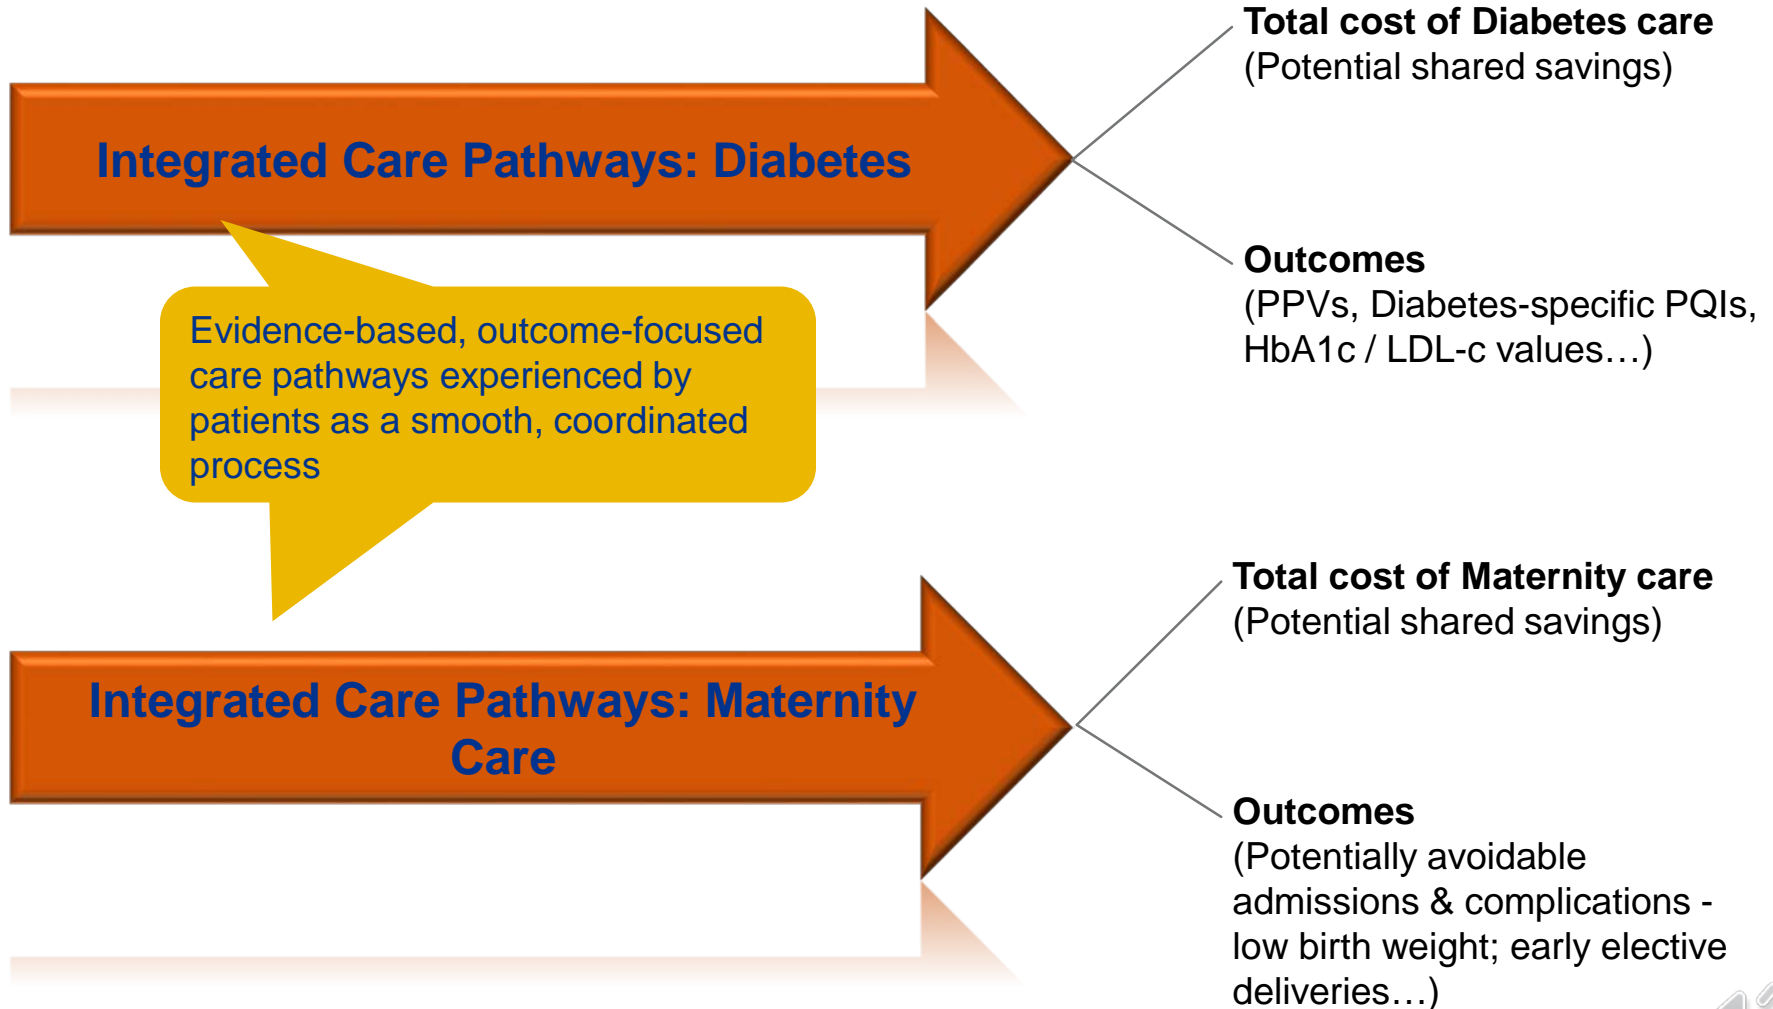 Total cost of Diabetes care
(Potential shared savings)
Integrated Care Pathways: Diabetes
Outcomes
(PPVs, Diabetes-specific PQIs,
HbA1c / LDL-c values…)
Evidence-based, outcome-focused
care pathways experienced by
patients as a smooth, coordinated
process
Total cost of Maternity care
(Potential shared savings)
Integrated Care Pathways: Maternity
Care
Outcomes
(Potentially avoidable
admissions & complications -
low birth weight; early elective
deliveries…)